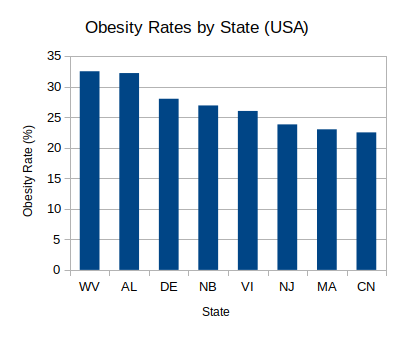 Obesity Rates by State (USA)
35
30
25
20
15
10
5
0
Obesity Rate (%)
WV AL DE NB VI NJ MA CN
State